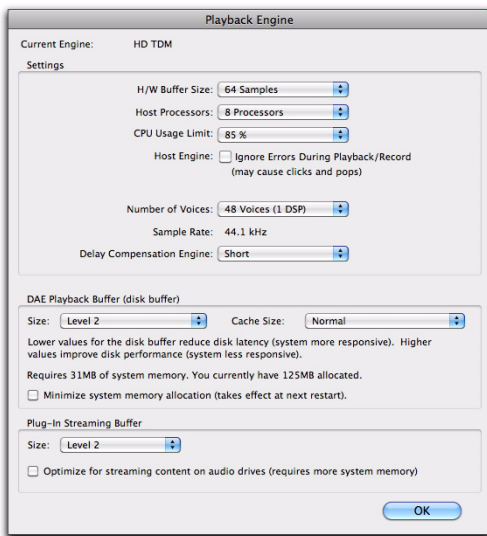 Playback Engine
Current Engine: HD TDM
Settings
H/W Buffer Size: 64 Samples
Host Processors: 8 Processors
CPU Usage Limit: 85 %
Host Engine: Ignore Errors During Playback/Record
(may cause clicks and pops)
Number of Voices: 48 Voices (1 DSP)
Sample Rate: 44.1 kHz
Delay Compensation Engine: Short
DAE Playback Buffer (disk buffer)
Size: Level 2 Cache Size: Normal
Lower values for the disk buffer reduce disk latency (system more responsive). Higher
values improve disk performance (system less responsive).
Requires 31MB of system memory. You currently have 125MB allocated.
Minimize system memory allocation (takes effect at next restart).
Plug-In Streaming Buffer
Size: Level 2
Optimize for streaming content on audio drives (requires more system memory)
OK